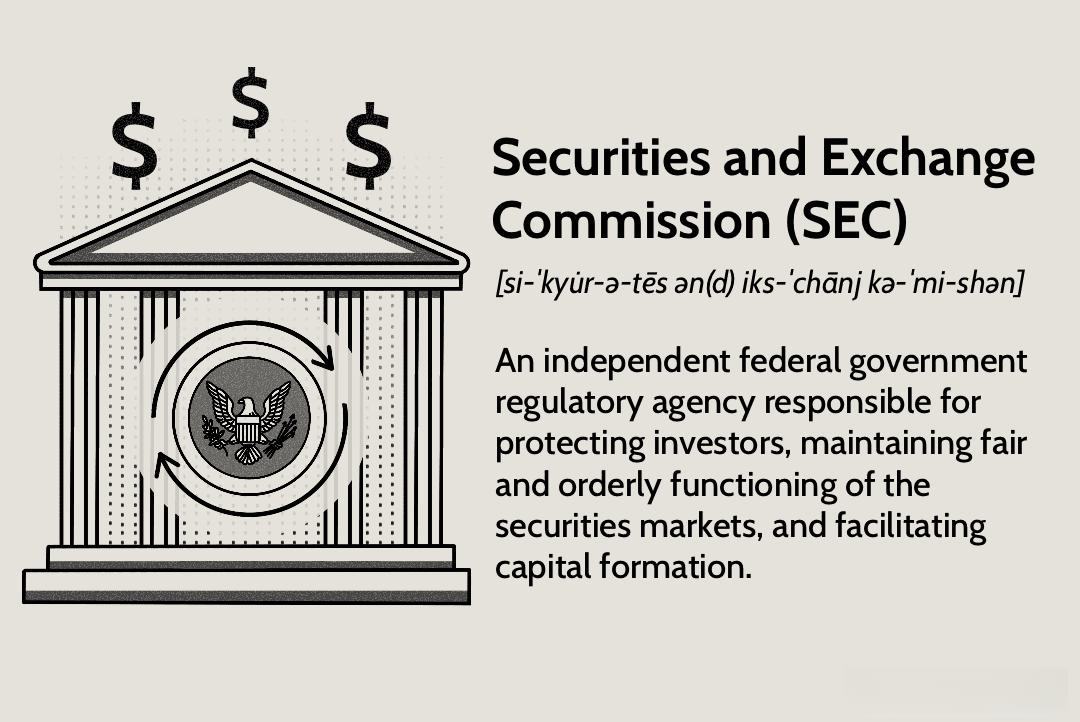 $
$
$
Securities and Exchange
Commission (SEC)
[si-ˈkyu̇r-ə-tēs ən(d) iks-ˈchānj kə-ˈmi-shən]
An independent federal government
regulatory agency responsible for
protecting investors, maintaining fair
and orderly functioning of the
securities markets, and facilitating
capital formation.